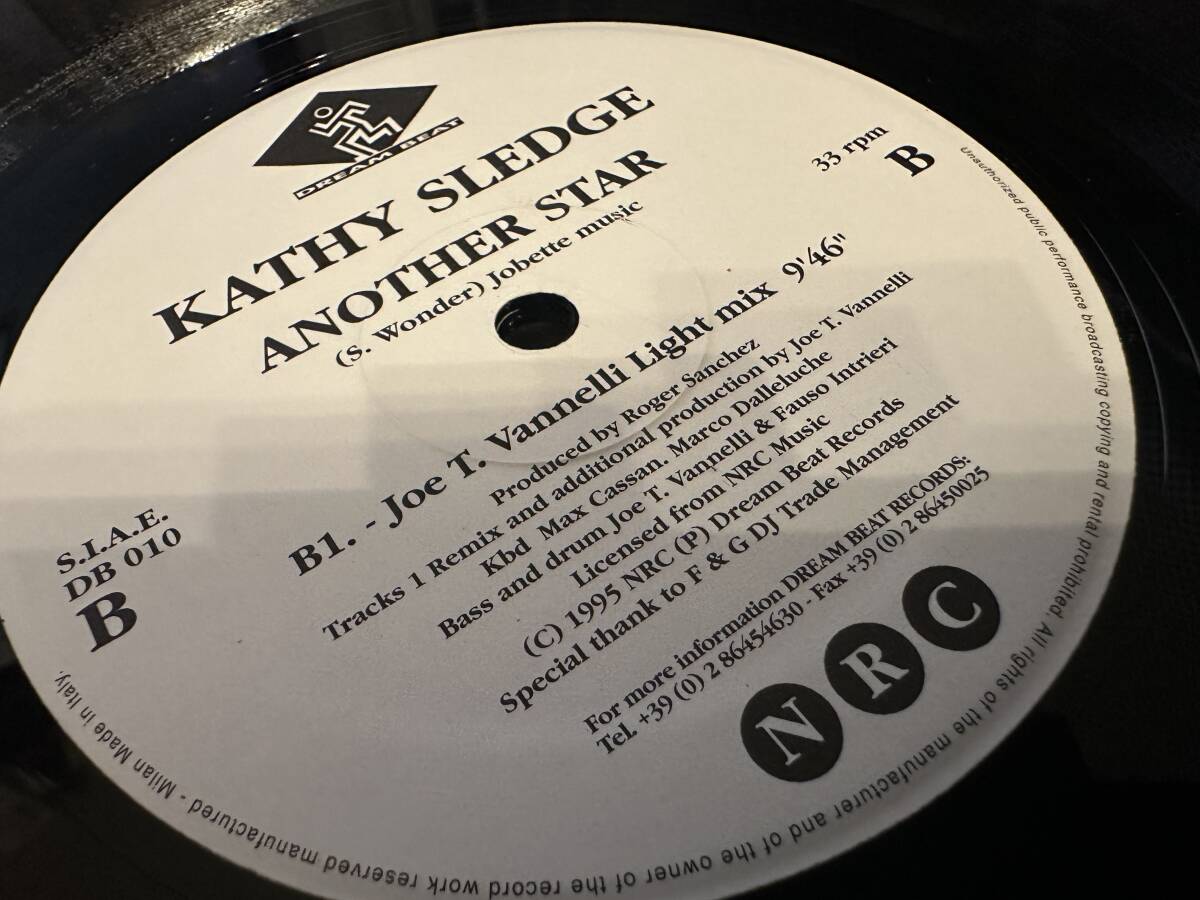 DREAM BEAT
KATHY SLEDGE
ANOTHER STAR
(S. Wonder) Jobette music
33 rpm
B
S.I.A.E.
DB 010
B
B1. - Joe T. Vannelli Light mix 9'46"
Produced by Roger Sanchez
Tracks 1 Remix and additional production by Joe T. Vannelli
Kbd Max Cassan. Marco Dalleluche
Bass and drum Joe T. Vannelli & Fauso Intrieri
Licensed from NRC Music
(C) 1995 NRC (P) Dream Beat Records
Special thank to F & G DJ Trade Management
For more information DREAM BEAT RECORDS:
Tel. +39 (0) 2 86454630 - Fax +39 (0) 2 86450025
NRC
Unauthorized public performance broadcasting copying and rental prohibited. All rights of the manufacturer and of the owner of the record work reserved manufactured - Milan Made in Italy.